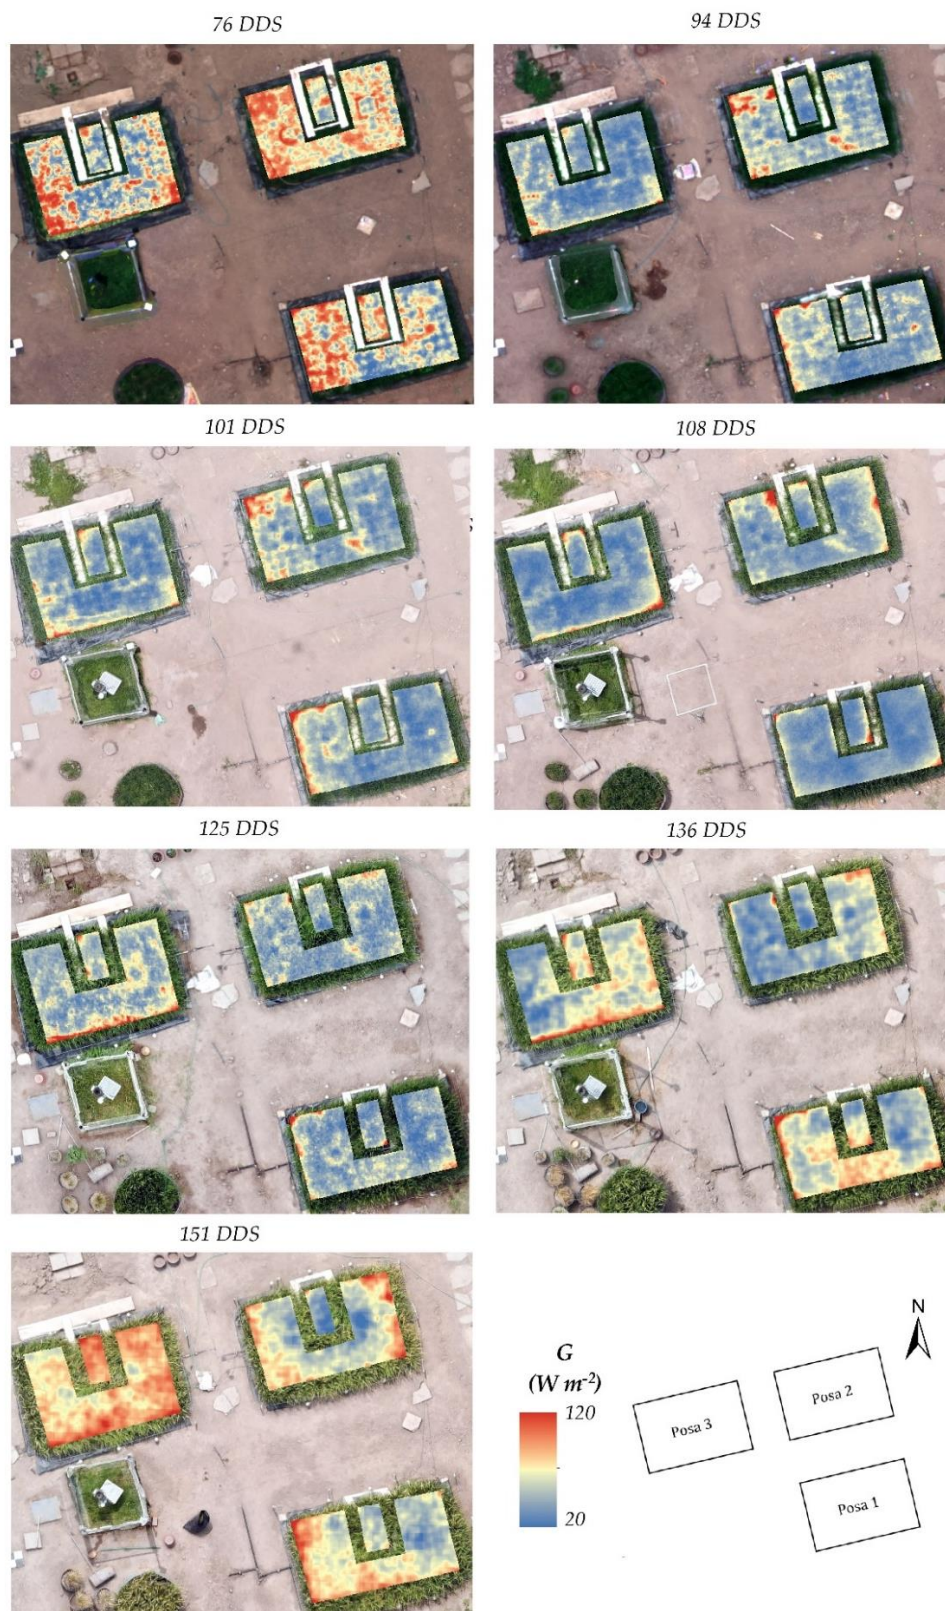 76 DDS
94 DDS
101 DDS
108 DDS
125 DDS
136 DDS
151 DDS
N
G
(W m⁻²)
120
20
Posa 3
Posa 2
Posa 1